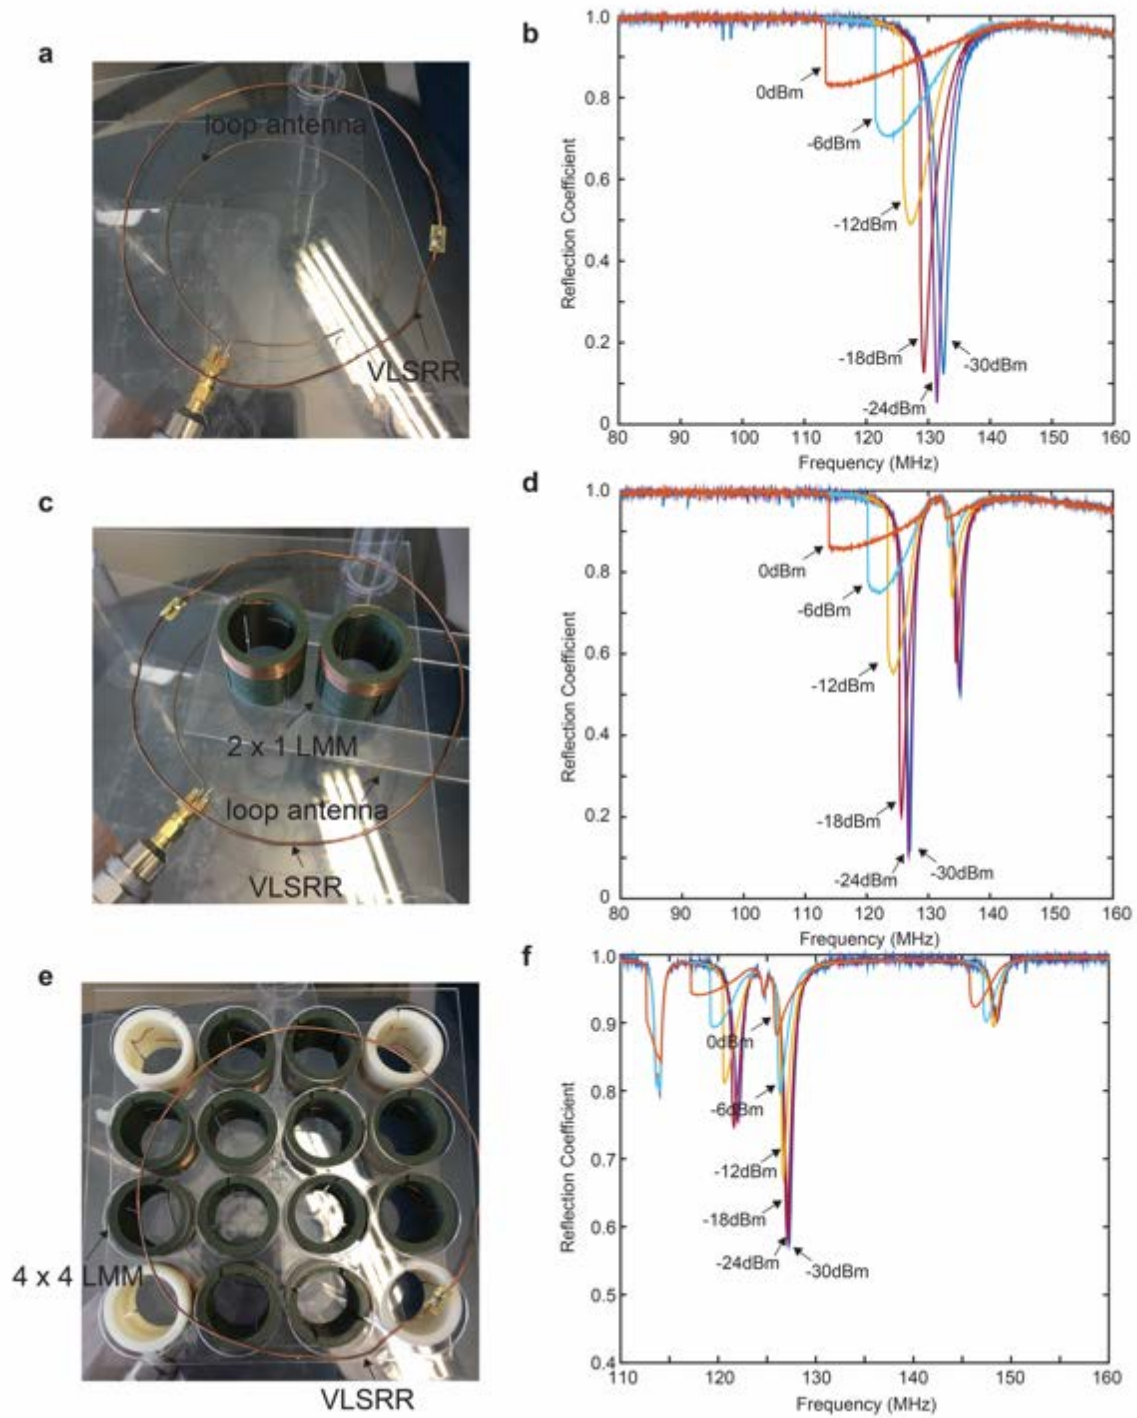 a
loop antenna
VLSRR
b
1.0
0.8
0.6
0.4
0.2
0
Reflection Coefficient
0dBm
-6dBm
-12dBm
-18dBm
-24dBm
-30dBm
80 90 100 110 120 130 140 150 160
Frequency (MHz)
c
2 x 1 LMM
loop antenna
VLSRR
d
1.0
0.8
0.6
0.4
0.2
0
Reflection Coefficient
0dBm
-6dBm
-12dBm
-18dBm
-24dBm
-30dBm
80 90 100 110 120 130 140 150 160
Frequency (MHz)
e
4 x 4 LMM
VLSRR
f
1.0
0.9
0.8
0.7
0.6
0.5
0.4
Reflection Coefficient
0dBm
-6dBm
-12dBm
-18dBm
-24dBm
-30dBm
110 120 130 140 150 160
Frequency (MHz)